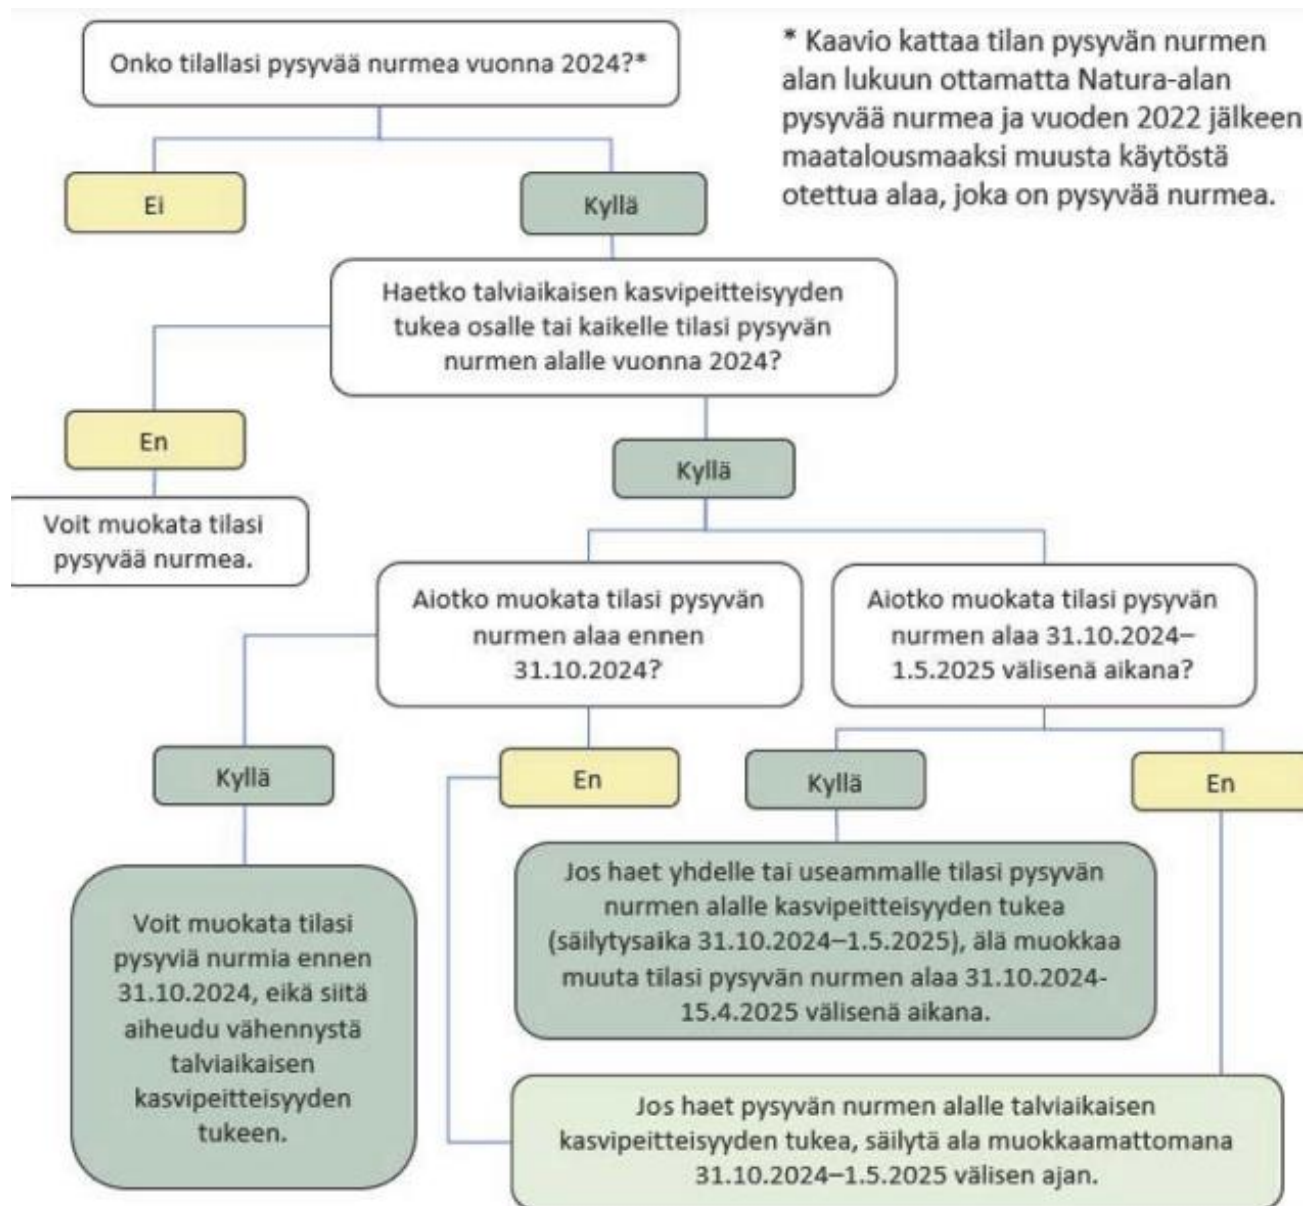 Onko tilallasi pysyvää nurmea vuonna 2024?*
* Kaavio kattaa tilan pysyvän nurmen
alan lukuun ottamatta Natura-alan
pysyvää nurmea ja vuoden 2022 jälkeen
maatalousmaaksi muusta käytöstä
otettua alaa, joka on pysyvää nurmea.
Ei
Kyllä
Haetko talviaikaisen kasvipeitteisyyden
tukea osalle tai kaikelle tilasi pysyvän
nurmen alalle vuonna 2024?
En
Kyllä
Voit muokata tilasi
pysyvää nurmea.
Aiotko muokata tilasi pysyvän
nurmen alaa ennen
31.10.2024?
Aiotko muokata tilasi pysyvän
nurmen alaa 31.10.2024–
1.5.2025 välisenä aikana?
Kyllä
En
Kyllä
En
Voit muokata tilasi
pysyviä nurmia ennen
31.10.2024, eikä siitä
aiheudu vähennystä
talviaikaisen
kasvipeitteisyyden
tukeen.
Jos haet yhdelle tai useammalle tilasi pysyvän
nurmen alalle kasvipeitteisyyden tukea
(säilytysaika 31.10.2024–1.5.2025), älä muokkaa
muuta tilasi pysyvän nurmen alaa 31.10.2024-
15.4.2025 välisenä aikana.
Jos haet pysyvän nurmen alalle talviaikaisen
kasvipeitteisyyden tukea, säilytä ala muokkaamattomana
31.10.2024–1.5.2025 välisen ajan.